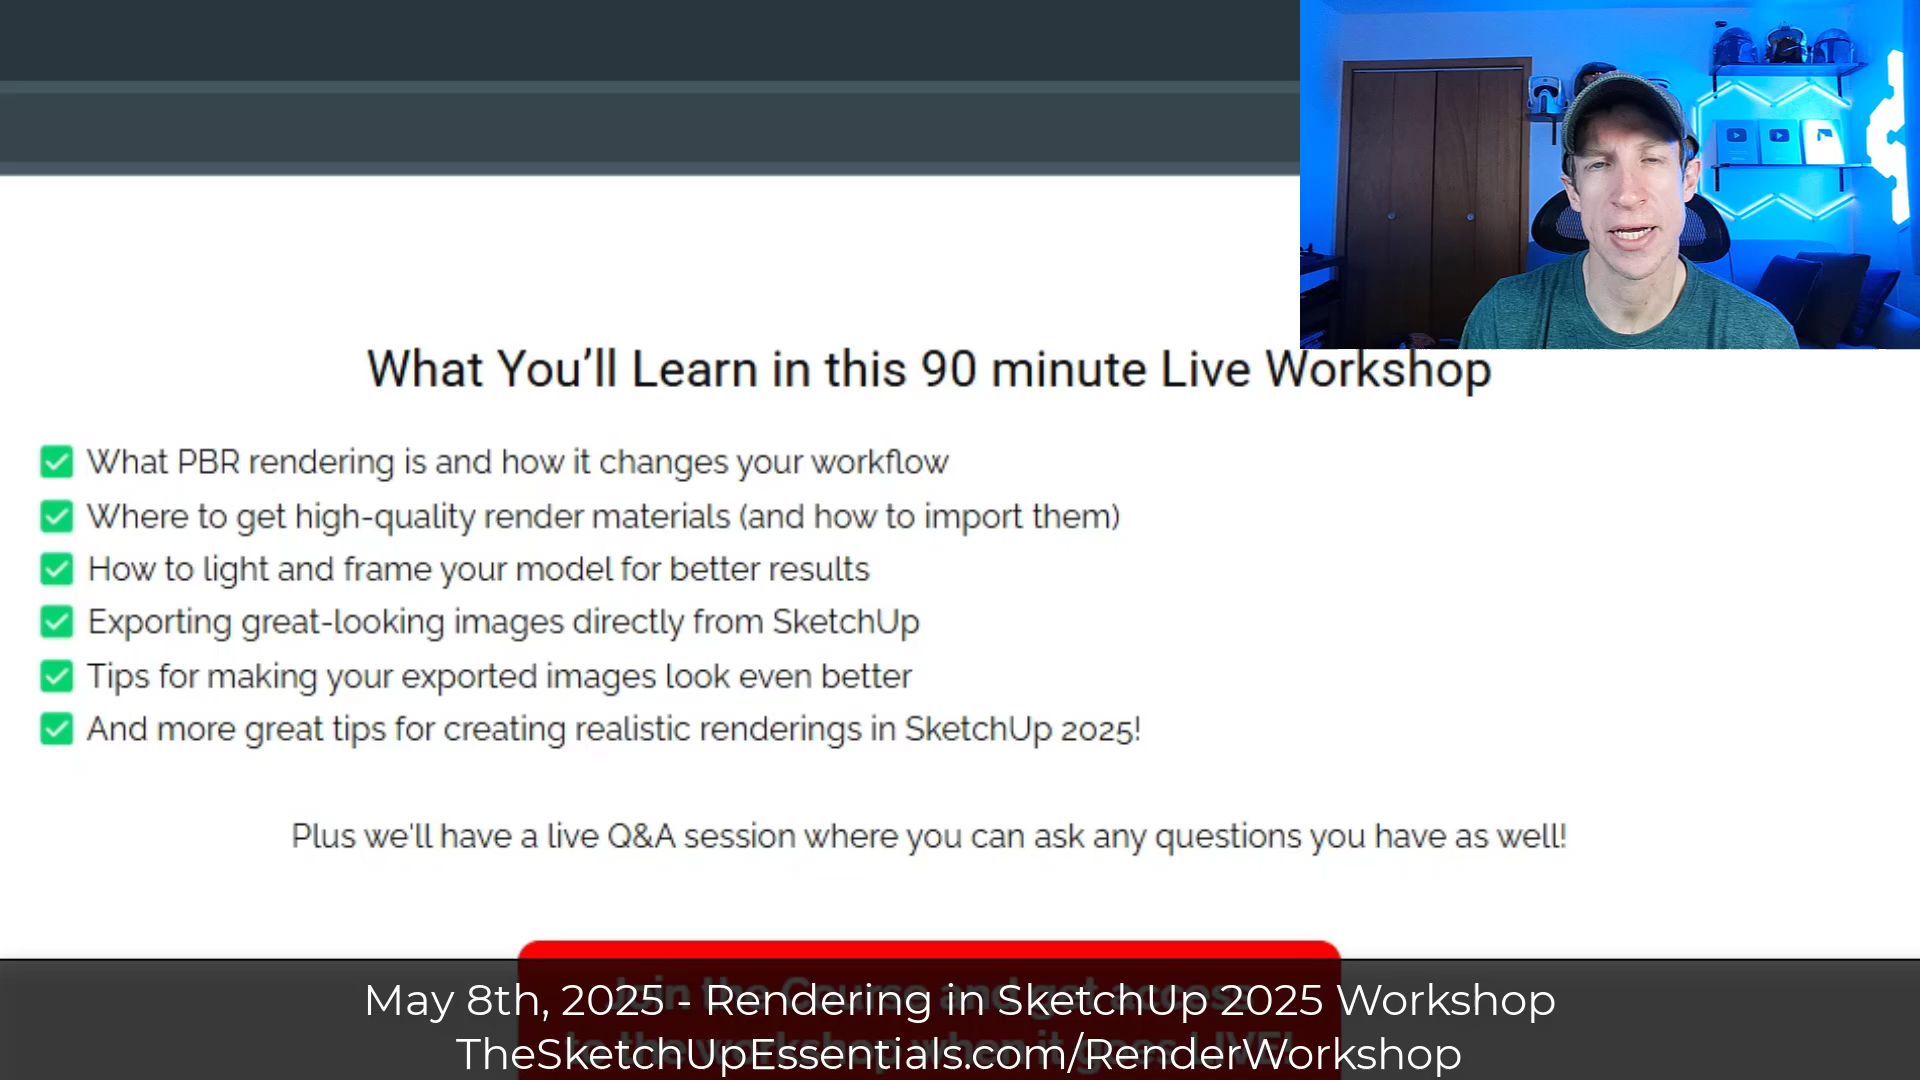 What You’ll Learn in this 90 minute Live Workshop
What PBR rendering is and how it changes your workflow
Where to get high-quality render materials (and how to import them)
How to light and frame your model for better results
Exporting great-looking images directly from SketchUp
Tips for making your exported images look even better
And more great tips for creating realistic renderings in SketchUp 2025!
Plus we'll have a live Q&A session where you can ask any questions you have as well!
May 8th, 2025 - Rendering in SketchUp 2025 Workshop
TheSketchUpEssentials.com/RenderWorkshop